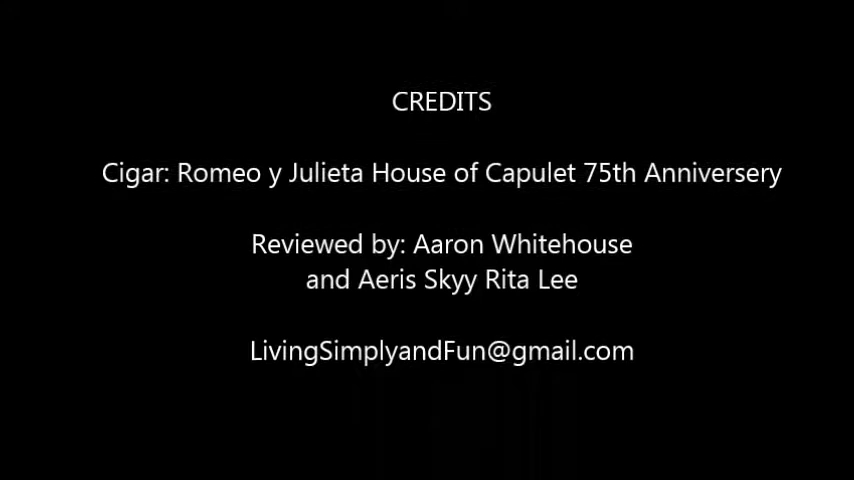 CREDITS
Cigar: Romeo y Julieta House of Capulet 75th Anniversery
Reviewed by: Aaron Whitehouse
and Aeris Skyy Rita Lee
LivingSimplyandFun@gmail.com